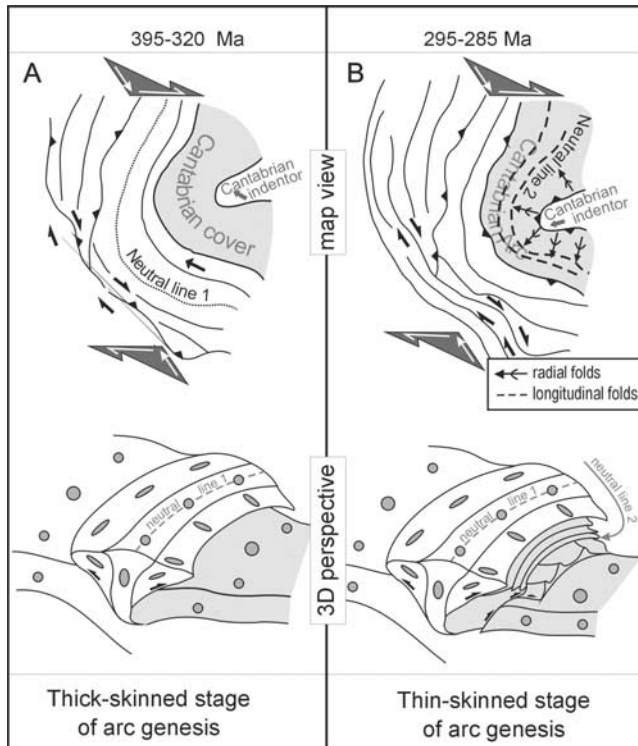 395-320 Ma
295-285 Ma
A
B
Cantabrian cover
Cantabrian
indentor
Neutral line 1
map view
Neutral line 2
Cantabrian
indentor
radial folds
longitudinal folds
neutral line 1
3D perspective
neutral line 1
neutral line 2
Thick-skinned stage
of arc genesis
Thin-skinned stage
of arc genesis